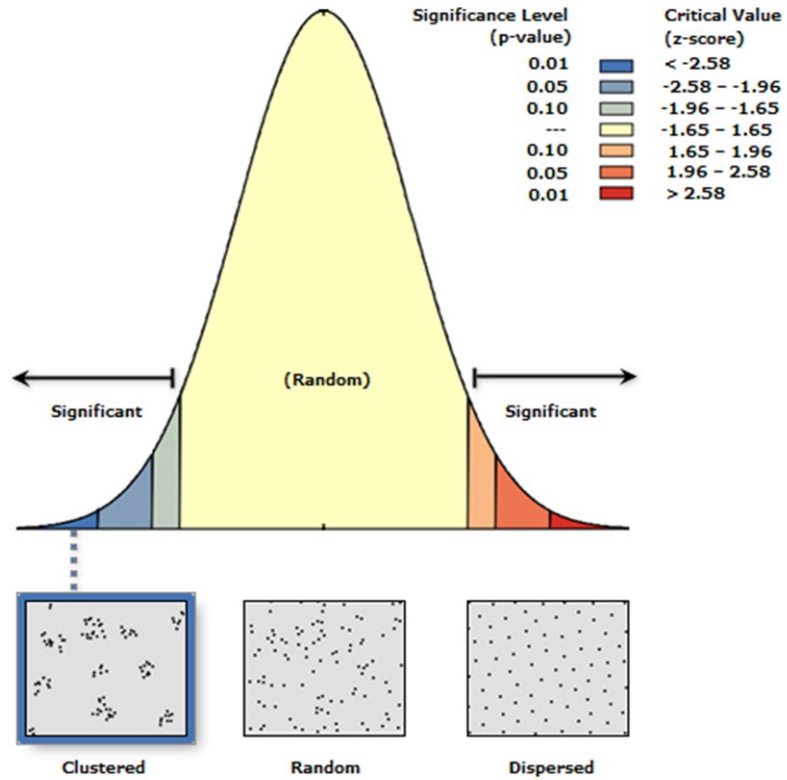 Significance Level
(p-value)
Critical Value
(z-score)
0.01 < -2.58
0.05 -2.58 – -1.96
0.10 -1.96 – -1.65
--- -1.65 – 1.65
0.10 1.65 – 1.96
0.05 1.96 – 2.58
0.01 > 2.58
(Random)
Significant
Significant
Clustered
Random
Dispersed